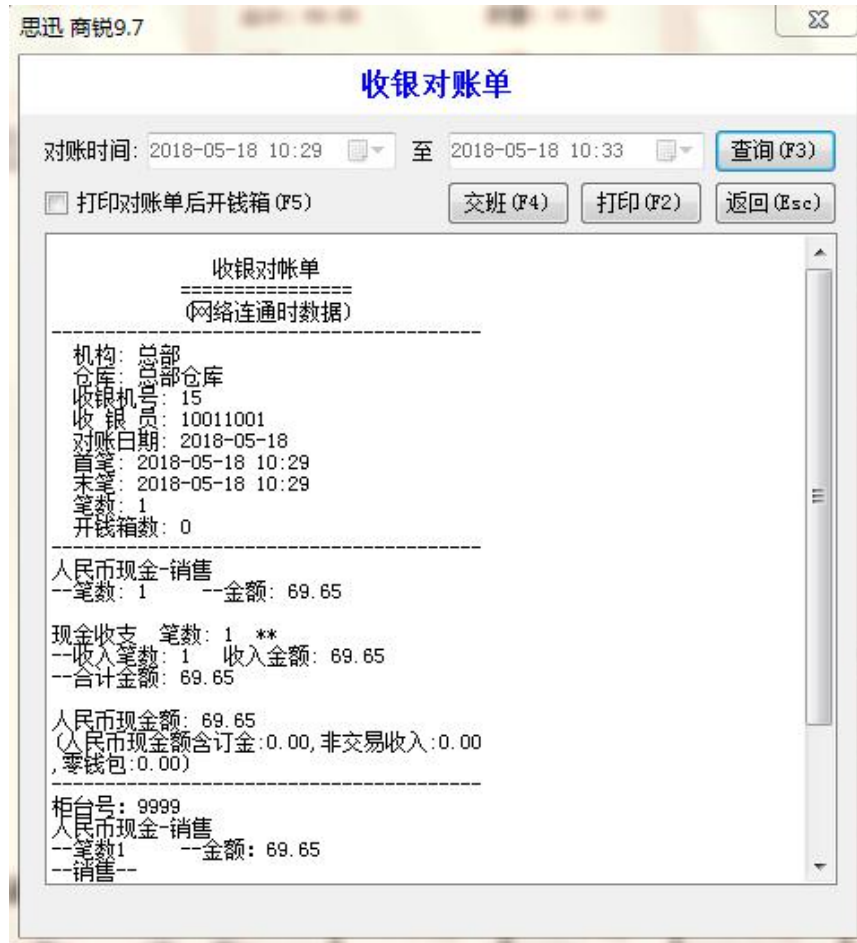 思迅 商锐9.7
收银对账单
对账时间: 2018-05-18 10:29 至 2018-05-18 10:33 查询(F3)
打印对账单后开钱箱(F5) 交班(F4) 打印(F2) 返回(Esc)
收银对帐单
================
(网络连通时数据)
-----------------------------------------
机构: 总部
仓库: 总部仓库
收银机号: 15
收 银 员: 10011001
对账日期: 2018-05-18
首笔: 2018-05-18 10:29
末笔: 2018-05-18 10:29
笔数: 1
开钱箱数: 0
-----------------------------------------
人民币现金-销售
--笔数: 1 --金额: 69.65
现金收支 笔数: 1 **
--收入笔数: 1 收入金额: 69.65
--合计金额: 69.65
人民币现金额: 69.65
(人民币现金额含订金:0.00,非交易收入:0.00
,零钱包:0.00)
-----------------------------------------
柜台号: 9999
人民币现金-销售
--笔数1 --金额: 69.65
--销售--